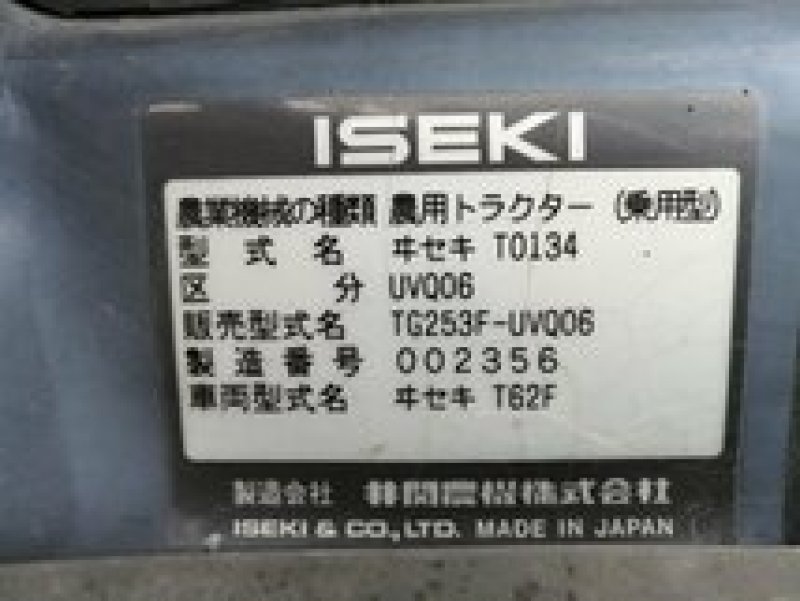 ISEKI
農業機械の種類 農用トラクター (乗用型)
型式名 ヰセキ TO134
区分 UVQ06
販売型式名 TG253F-UVQ06
製造番号 002356
車両型式名 ヰセキ T62F
製造会社 井関農機株式会社
ISEKI & CO., LTD. MADE IN JAPAN